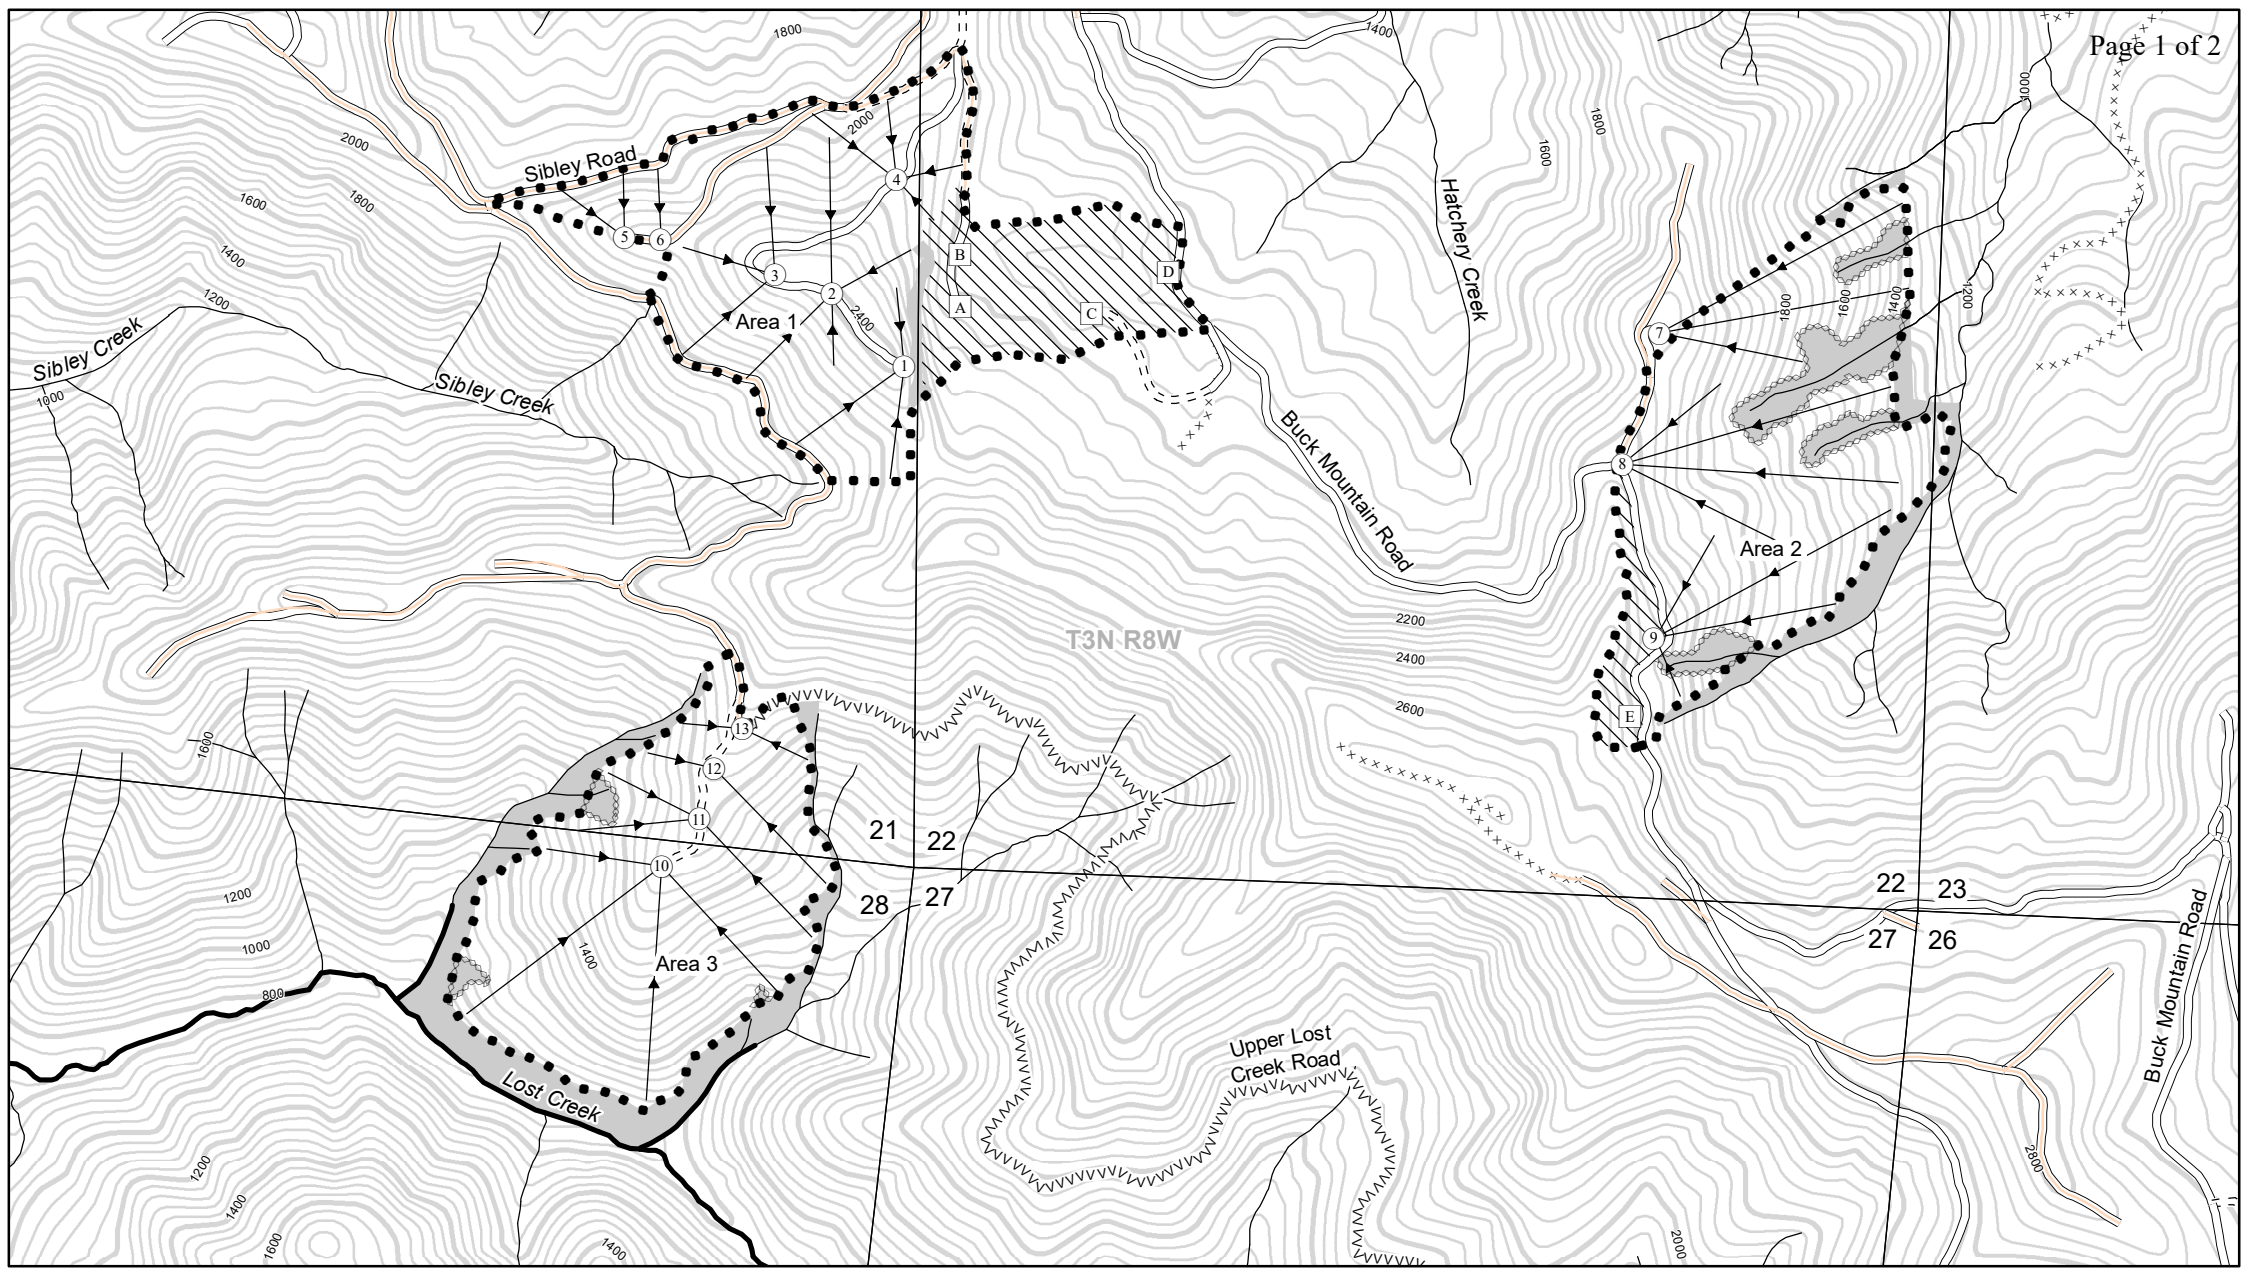 1800
1400
Page 1 of 2
1000
2000
2000
1800
1600
Sibley Road
4
1600
1800
Hatchery Creek
5
6
B
1400
3
D
2
1800
1600
1400
1200
1200
A
C
Area 1
2400
7
Sibley Creek
Sibley Creek
1
1000
Buck Mountain Road
8
Area 2
2200
T3N R8W
9
2400
2600
E
13
1600
12
11
21
22
10
22
23
28
27
1200
27
26
1400
1000
Area 3
800
Buck Mountain Road
Upper Lost
Creek Road
Lost Creek
1200
2800
1400
1600
1400
2000